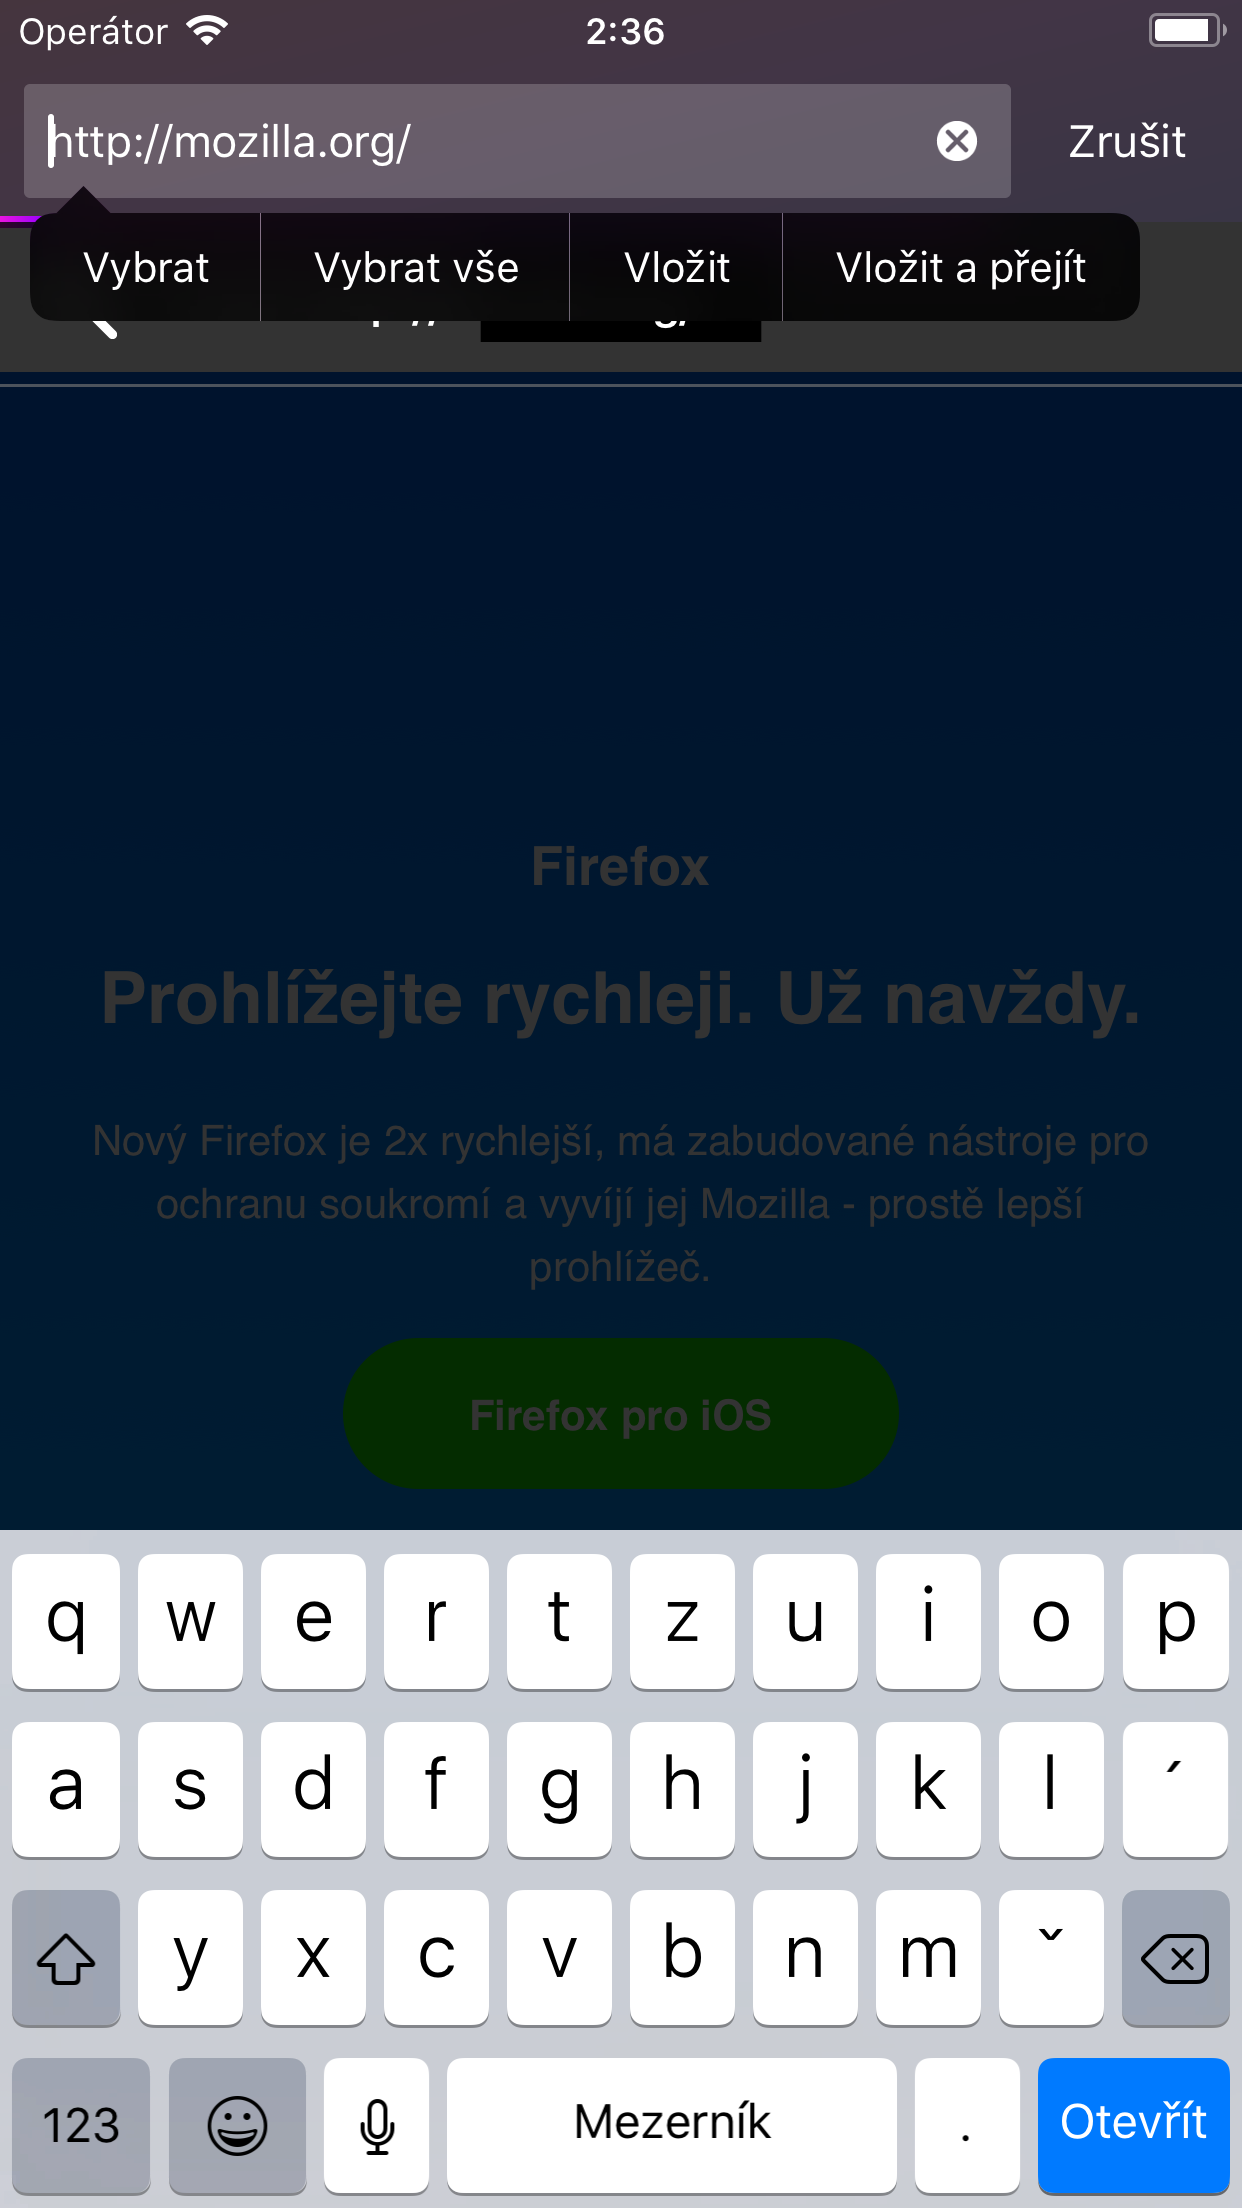 Operátor 2:36
http://mozilla.org/ Zrušit
Vybrat Vybrat vše Vložit Vložit a přejít
Firefox
Prohlížejte rychleji. Už navždy.
Nový Firefox je 2x rychlejší, má zabudované nástroje pro
ochranu soukromí a vyvíjí jej Mozilla - prostě lepší
prohlížeč.
Firefox pro iOS
q w e r t z u i o p
a s d f g h j k l ´
y x c v b n m ˇ
123 Mezerník . Otevřít